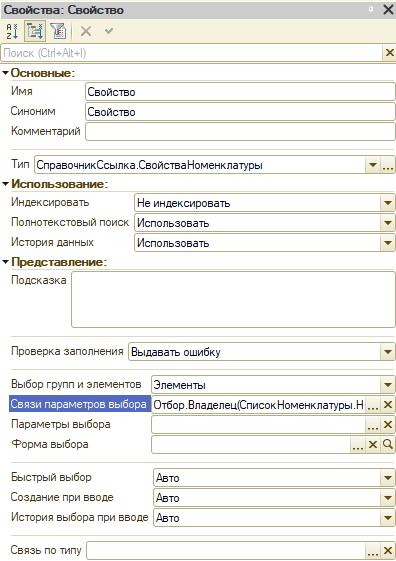 Свойства: Свойство
Поиск (Ctrl+Alt+I)
Основные:
Имя Свойство
Синоним Свойство
Комментарий
Тип СправочникСсылка.СвойстваНоменклатуры
Использование:
Индексировать Не индексировать
Полнотекстовый поиск Использовать
История данных Использовать
Представление:
Подсказка
Проверка заполнения Выдавать ошибку
Выбор групп и элементов Элементы
Связи параметров выбора Отбор.Владелец(СписокНоменклатуры.Н
Параметры выбора
Форма выбора
Быстрый выбор Авто
Создание при вводе Авто
История выбора при вводе Авто
Связь по типу